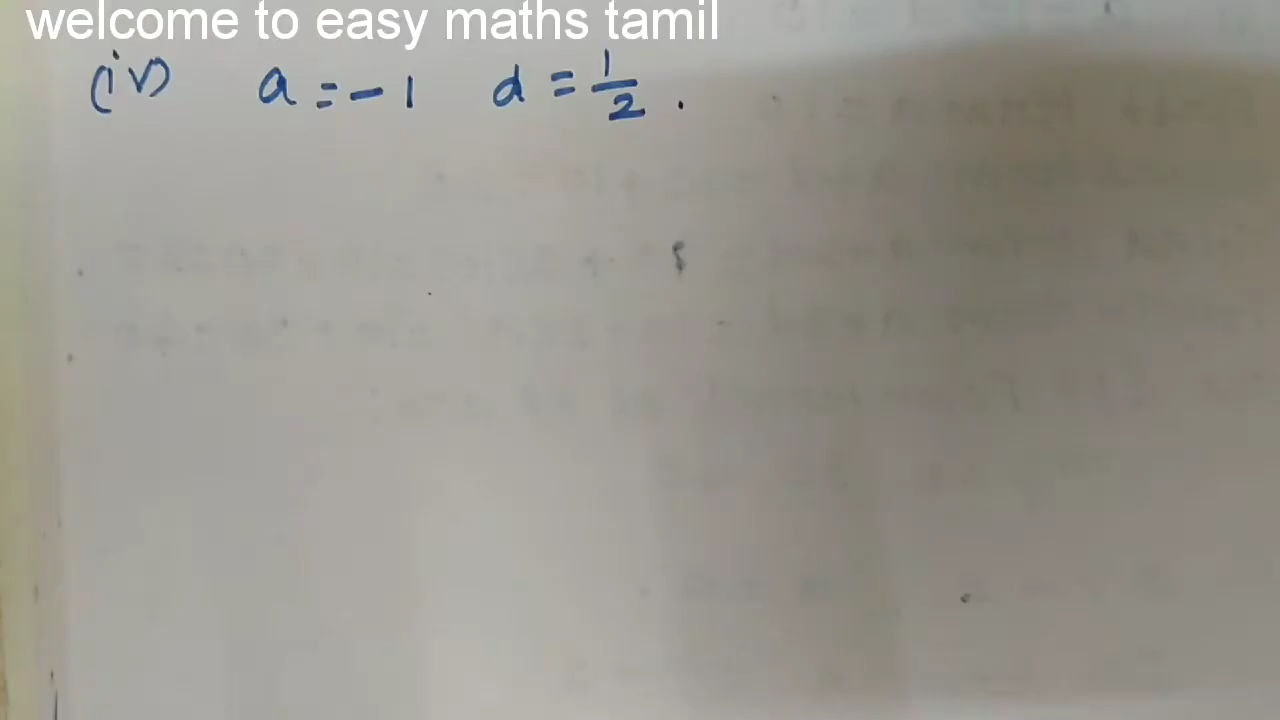 welcome to easy maths tamil
(iv) a = -1 d = 1/2 .